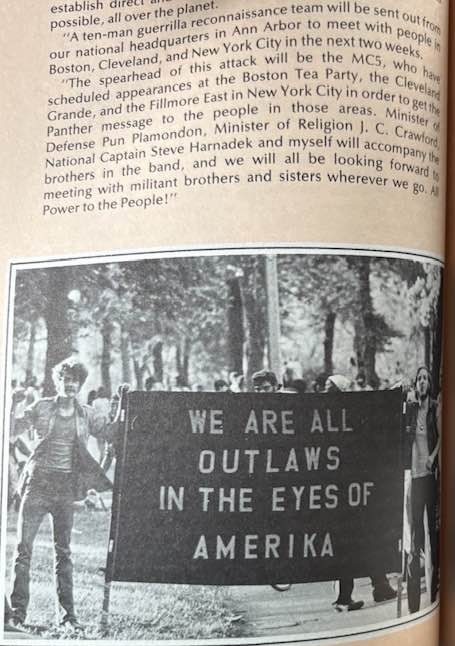 establish direct
possible, all over the planet.
"A ten-man guerrilla reconnaissance team will be sent out from
our national headquarters in Ann Arbor to meet with people in
Boston, Cleveland, and New York City in the next two weeks.
"The spearhead of this attack will be the MC5, who have
scheduled appearances at the Boston Tea Party, the Cleveland
Grande, and the Fillmore East in New York City in order to get the
Panther message to the people in those areas. Minister of
Defense Pun Plamondon, Minister of Religion J. C. Crawford,
National Captain Steve Harnadek and myself will accompany the
brothers in the band, and we will all be looking forward to
meeting with militant brothers and sisters wherever we go. All
Power to the People!"
WE ARE ALL
OUTLAWS
IN THE EYES OF
AMERIKA